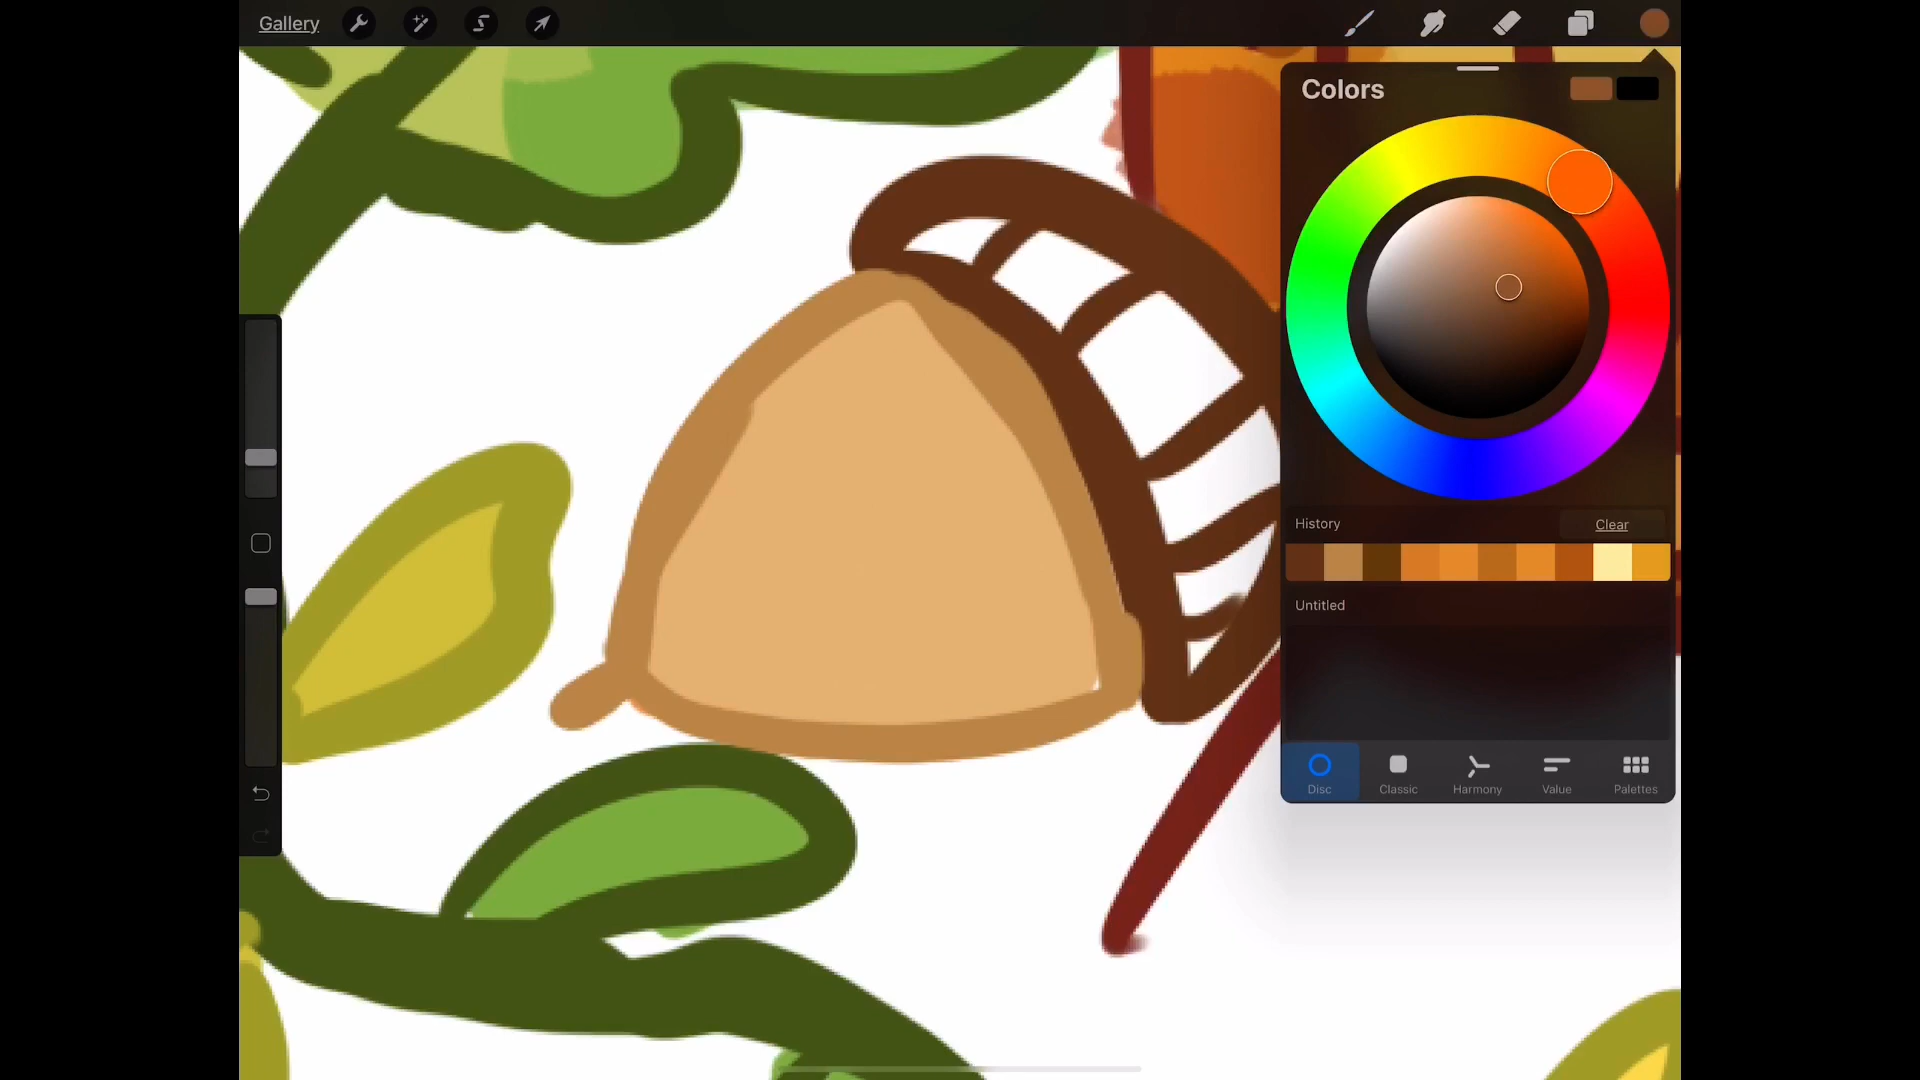 Gallery
Colors
History
Clear
Untitled
Disc
Classic
Harmony
Value
Palettes